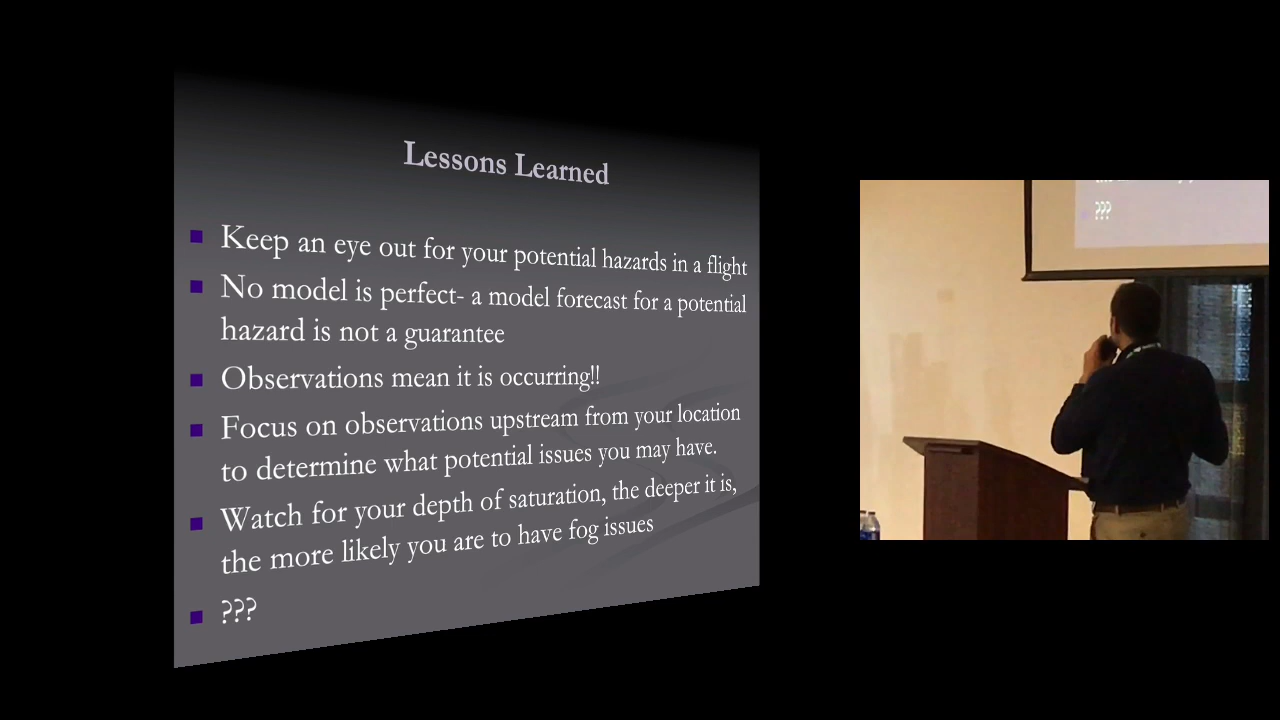 Lessons Learned
Keep an eye out for your potential hazards in a flight
No model is perfect- a model forecast for a potential
hazard is not a guarantee
Observations mean it is occurring!!
Focus on observations upstream from your location
to determine what potential issues you may have.
Watch for your depth of saturation, the deeper it is,
the more likely you are to have fog issues
???
???